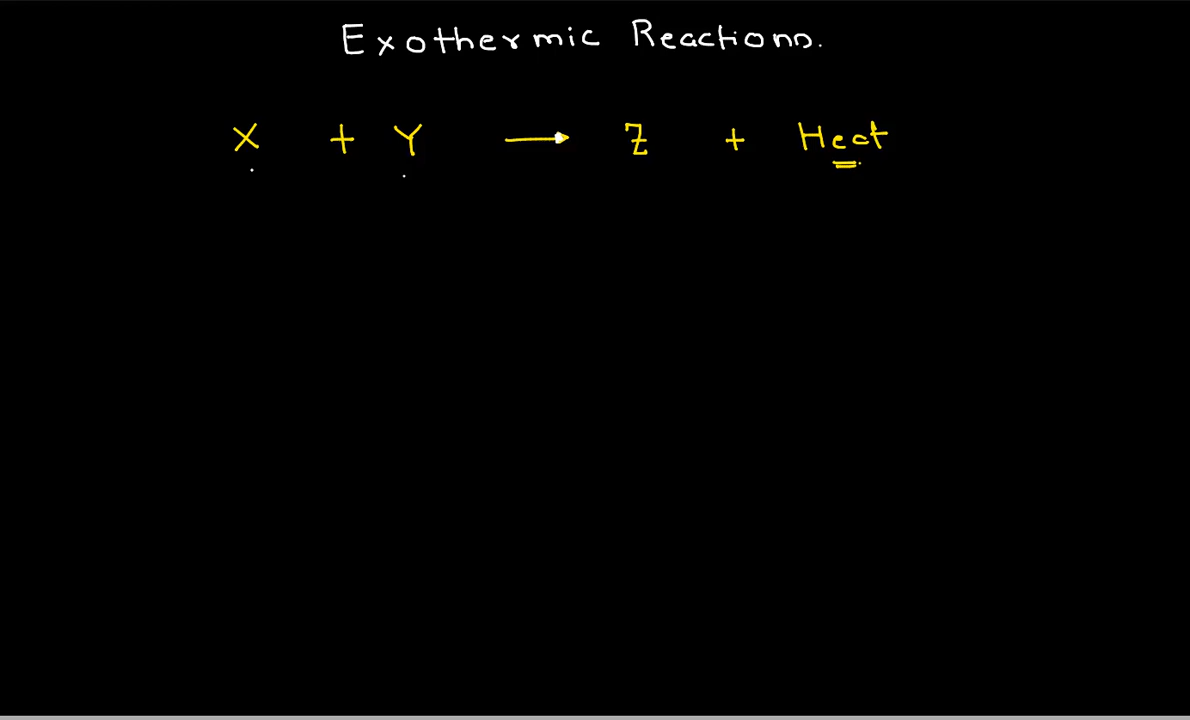 Exothermic Reactions.
X + Y → Z + Heat